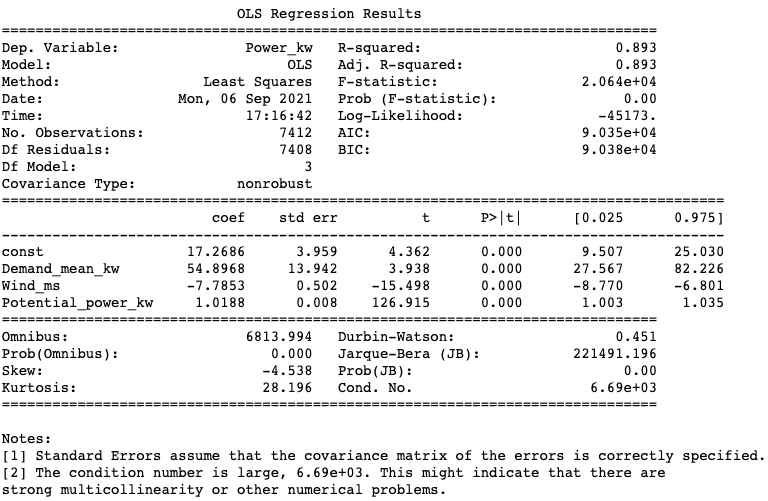 OLS Regression Results
==============================================================================
Dep. Variable: Power_kw R-squared: 0.893
Model: OLS Adj. R-squared: 0.893
Method: Least Squares F-statistic: 2.064e+04
Date: Mon, 06 Sep 2021 Prob (F-statistic): 0.00
Time: 17:16:42 Log-Likelihood: -45173.
No. Observations: 7412 AIC: 9.035e+04
Df Residuals: 7408 BIC: 9.038e+04
Df Model: 3
Covariance Type: nonrobust
======================================================================================
coef std err t P>|t| [0.025 0.975]
--------------------------------------------------------------------------------------
const 17.2686 3.959 4.362 0.000 9.507 25.030
Demand_mean_kw 54.8968 13.942 3.938 0.000 27.567 82.226
Wind_ms -7.7853 0.502 -15.498 0.000 -8.770 -6.801
Potential_power_kw 1.0188 0.008 126.915 0.000 1.003 1.035
==============================================================================
Omnibus: 6813.994 Durbin-Watson: 0.451
Prob(Omnibus): 0.000 Jarque-Bera (JB): 221491.196
Skew: -4.538 Prob(JB): 0.00
Kurtosis: 28.196 Cond. No. 6.69e+03
==============================================================================
Notes:
[1] Standard Errors assume that the covariance matrix of the errors is correctly specified.
[2] The condition number is large, 6.69e+03. This might indicate that there are
strong multicollinearity or other numerical problems.